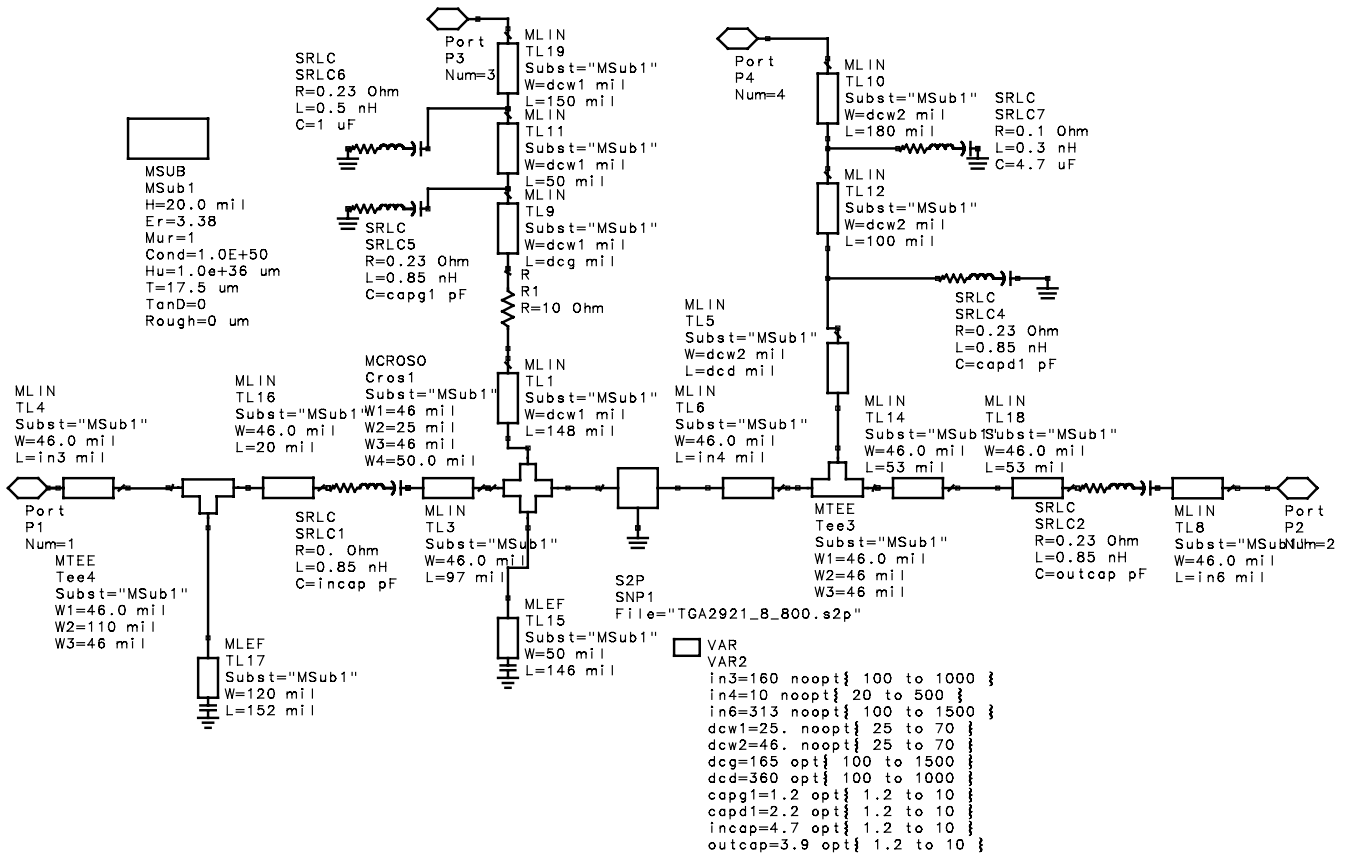 Port
P3
Num=3
MLIN
TL19
Subst="MSub1"
W=dcw1 mil
L=150 mil
SRLC
SRLC6
R=0.23 Ohm
L=0.5 nH
C=1 uF
MLIN
TL11
Subst="MSub1"
W=dcw1 mil
L=50 mil
Port
P4
Num=4
MLIN
TL10
Subst="MSub1"
W=dcw2 mil
L=180 mil
SRLC
SRLC7
R=0.1 Ohm
L=0.3 nH
C=4.7 uF
MSUB
MSub1
H=20.0 mil
Er=3.38
Mur=1
Cond=1.0E+50
Hu=1.0e+36 um
T=17.5 um
TanD=0
Rough=0 um
SRLC
SRLC5
R=0.23 Ohm
L=0.85 nH
C=capg1 pF
MLIN
TL9
Subst="MSub1"
W=dcw1 mil
L=dcg mil
R
R1
R=10 Ohm
MLIN
TL12
Subst="MSub1"
W=dcw2 mil
L=100 mil
SRLC
SRLC4
R=0.23 Ohm
L=0.85 nH
C=capd1 pF
MLIN
TL5
Subst="MSub1"
W=dcw2 mil
L=dcd mil
MLIN
TL4
Subst="MSub1"
W=46.0 mil
L=in3 mil
MLIN
TL16
Subst="MSub1"
W=46.0 mil
L=20 mil
MCROSO
Cros1
Subst="MSub1"
W1=46 mil
W2=25 mil
W3=46 mil
W4=50.0 mil
MLIN
TL1
Subst="MSub1"
W=dcw1 mil
L=148 mil
MLIN
TL6
Subst="MSub1"
W=46.0 mil
L=in4 mil
MLIN
TL14
Subst="MSub1"
W=46.0 mil
L=53 mil
MLIN
TL18
Subst="MSub1"
W=46.0 mil
L=53 mil
Port
P1
Num=1
MTEE
Tee4
Subst="MSub1"
W1=46.0 mil
W2=110 mil
W3=46 mil
SRLC
SRLC1
R=0. Ohm
L=0.85 nH
C=incap pF
MLIN
TL3
Subst="MSub1"
W=46.0 mil
L=97 mil
MTEE
Tee3
Subst="MSub1"
W1=46.0 mil
W2=46 mil
W3=46 mil
SRLC
SRLC2
R=0.23 Ohm
L=0.85 nH
C=outcap pF
MLIN
TL8
Subst="MSub1"
W=46.0 mil
L=in6 mil
Port
P2
Num=2
S2P
SNP1
File="TGA2921_8_800.s2p"
MLEF
TL17
Subst="MSub1"
W=120 mil
L=152 mil
MLEF
TL15
Subst="MSub1"
W=50 mil
L=146 mil
VAR
VAR2
in3=160 noopt{ 100 to 1000 }
in4=10 noopt{ 20 to 500 }
in6=313 noopt{ 100 to 1500 }
dcw1=25. noopt{ 25 to 70 }
dcw2=46. noopt{ 25 to 70 }
dcg=165 opt{ 100 to 1500 }
dcd=360 opt{ 100 to 1000 }
capg1=1.2 opt{ 1.2 to 10 }
capd1=2.2 opt{ 1.2 to 10 }
incap=4.7 opt{ 1.2 to 10 }
outcap=3.9 opt{ 1.2 to 10 }